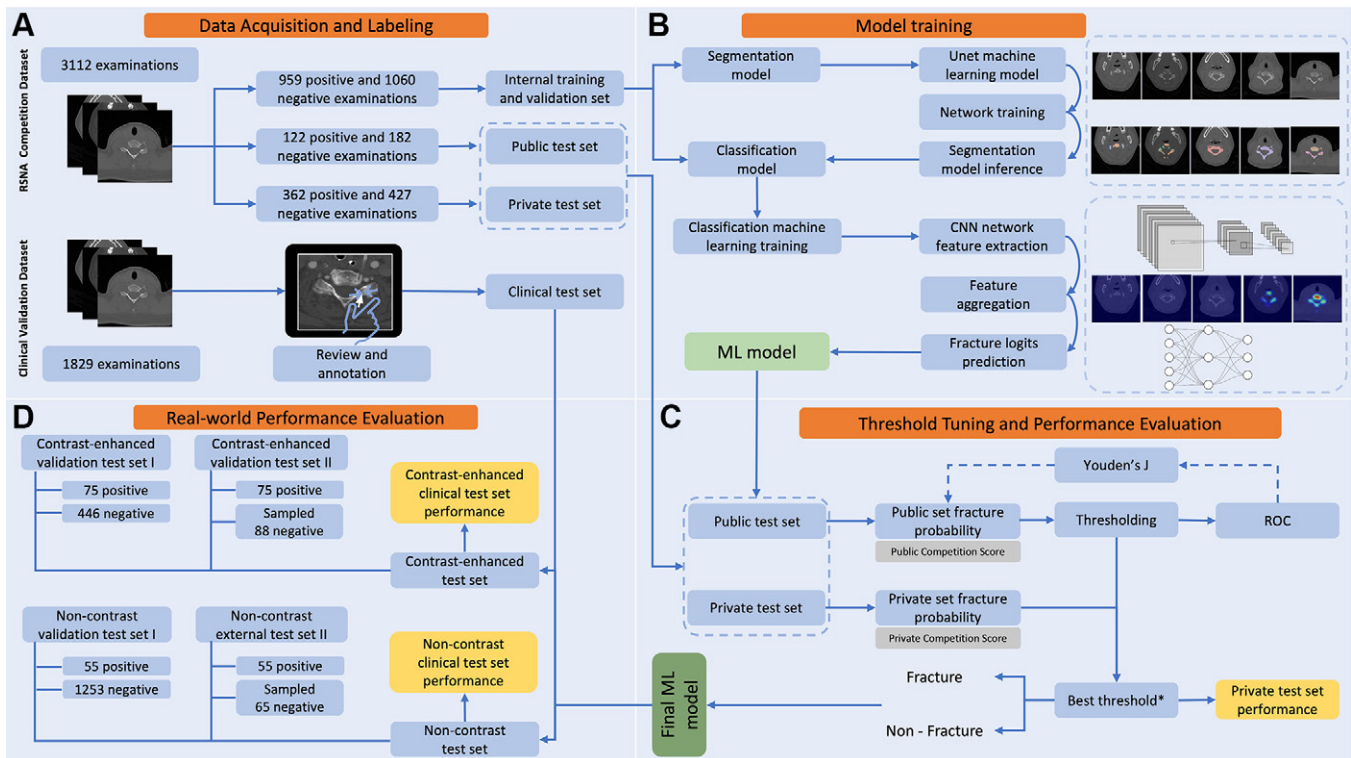 A
Data Acquisition and Labeling
RSNA Competition Dataset
3112 examinations
959 positive and 1060
negative examinations
Internal training
and validation set
122 positive and 182
negative examinations
Public test set
362 positive and 427
negative examinations
Private test set
Clinical Validation Dataset
Clinical test set
1829 examinations
Review and
annotation
B
Model training
Segmentation
model
Unet machine
learning model
Network training
Classification
model
Segmentation
model inference
Classification machine
learning training
CNN network
feature extraction
Feature
aggregation
ML model
Fracture logits
prediction
D
Real-world Performance Evaluation
Contrast-enhanced
validation test set I
75 positive
446 negative
Contrast-enhanced
validation test set II
75 positive
Sampled
88 negative
Contrast-enhanced
clinical test set
performance
Contrast-enhanced
test set
Non-contrast
validation test set I
55 positive
1253 negative
Non-contrast
external test set II
55 positive
Sampled
65 negative
Non-contrast
clinical test set
performance
Non-contrast
test set
C
Threshold Tuning and Performance Evaluation
Youden's J
Public test set
Public set fracture
probability
Public Competition Score
Thresholding
ROC
Private test set
Private set fracture
probability
Private Competition Score
Final ML
model
Fracture
Non - Fracture
Best threshold*
Private test set
performance